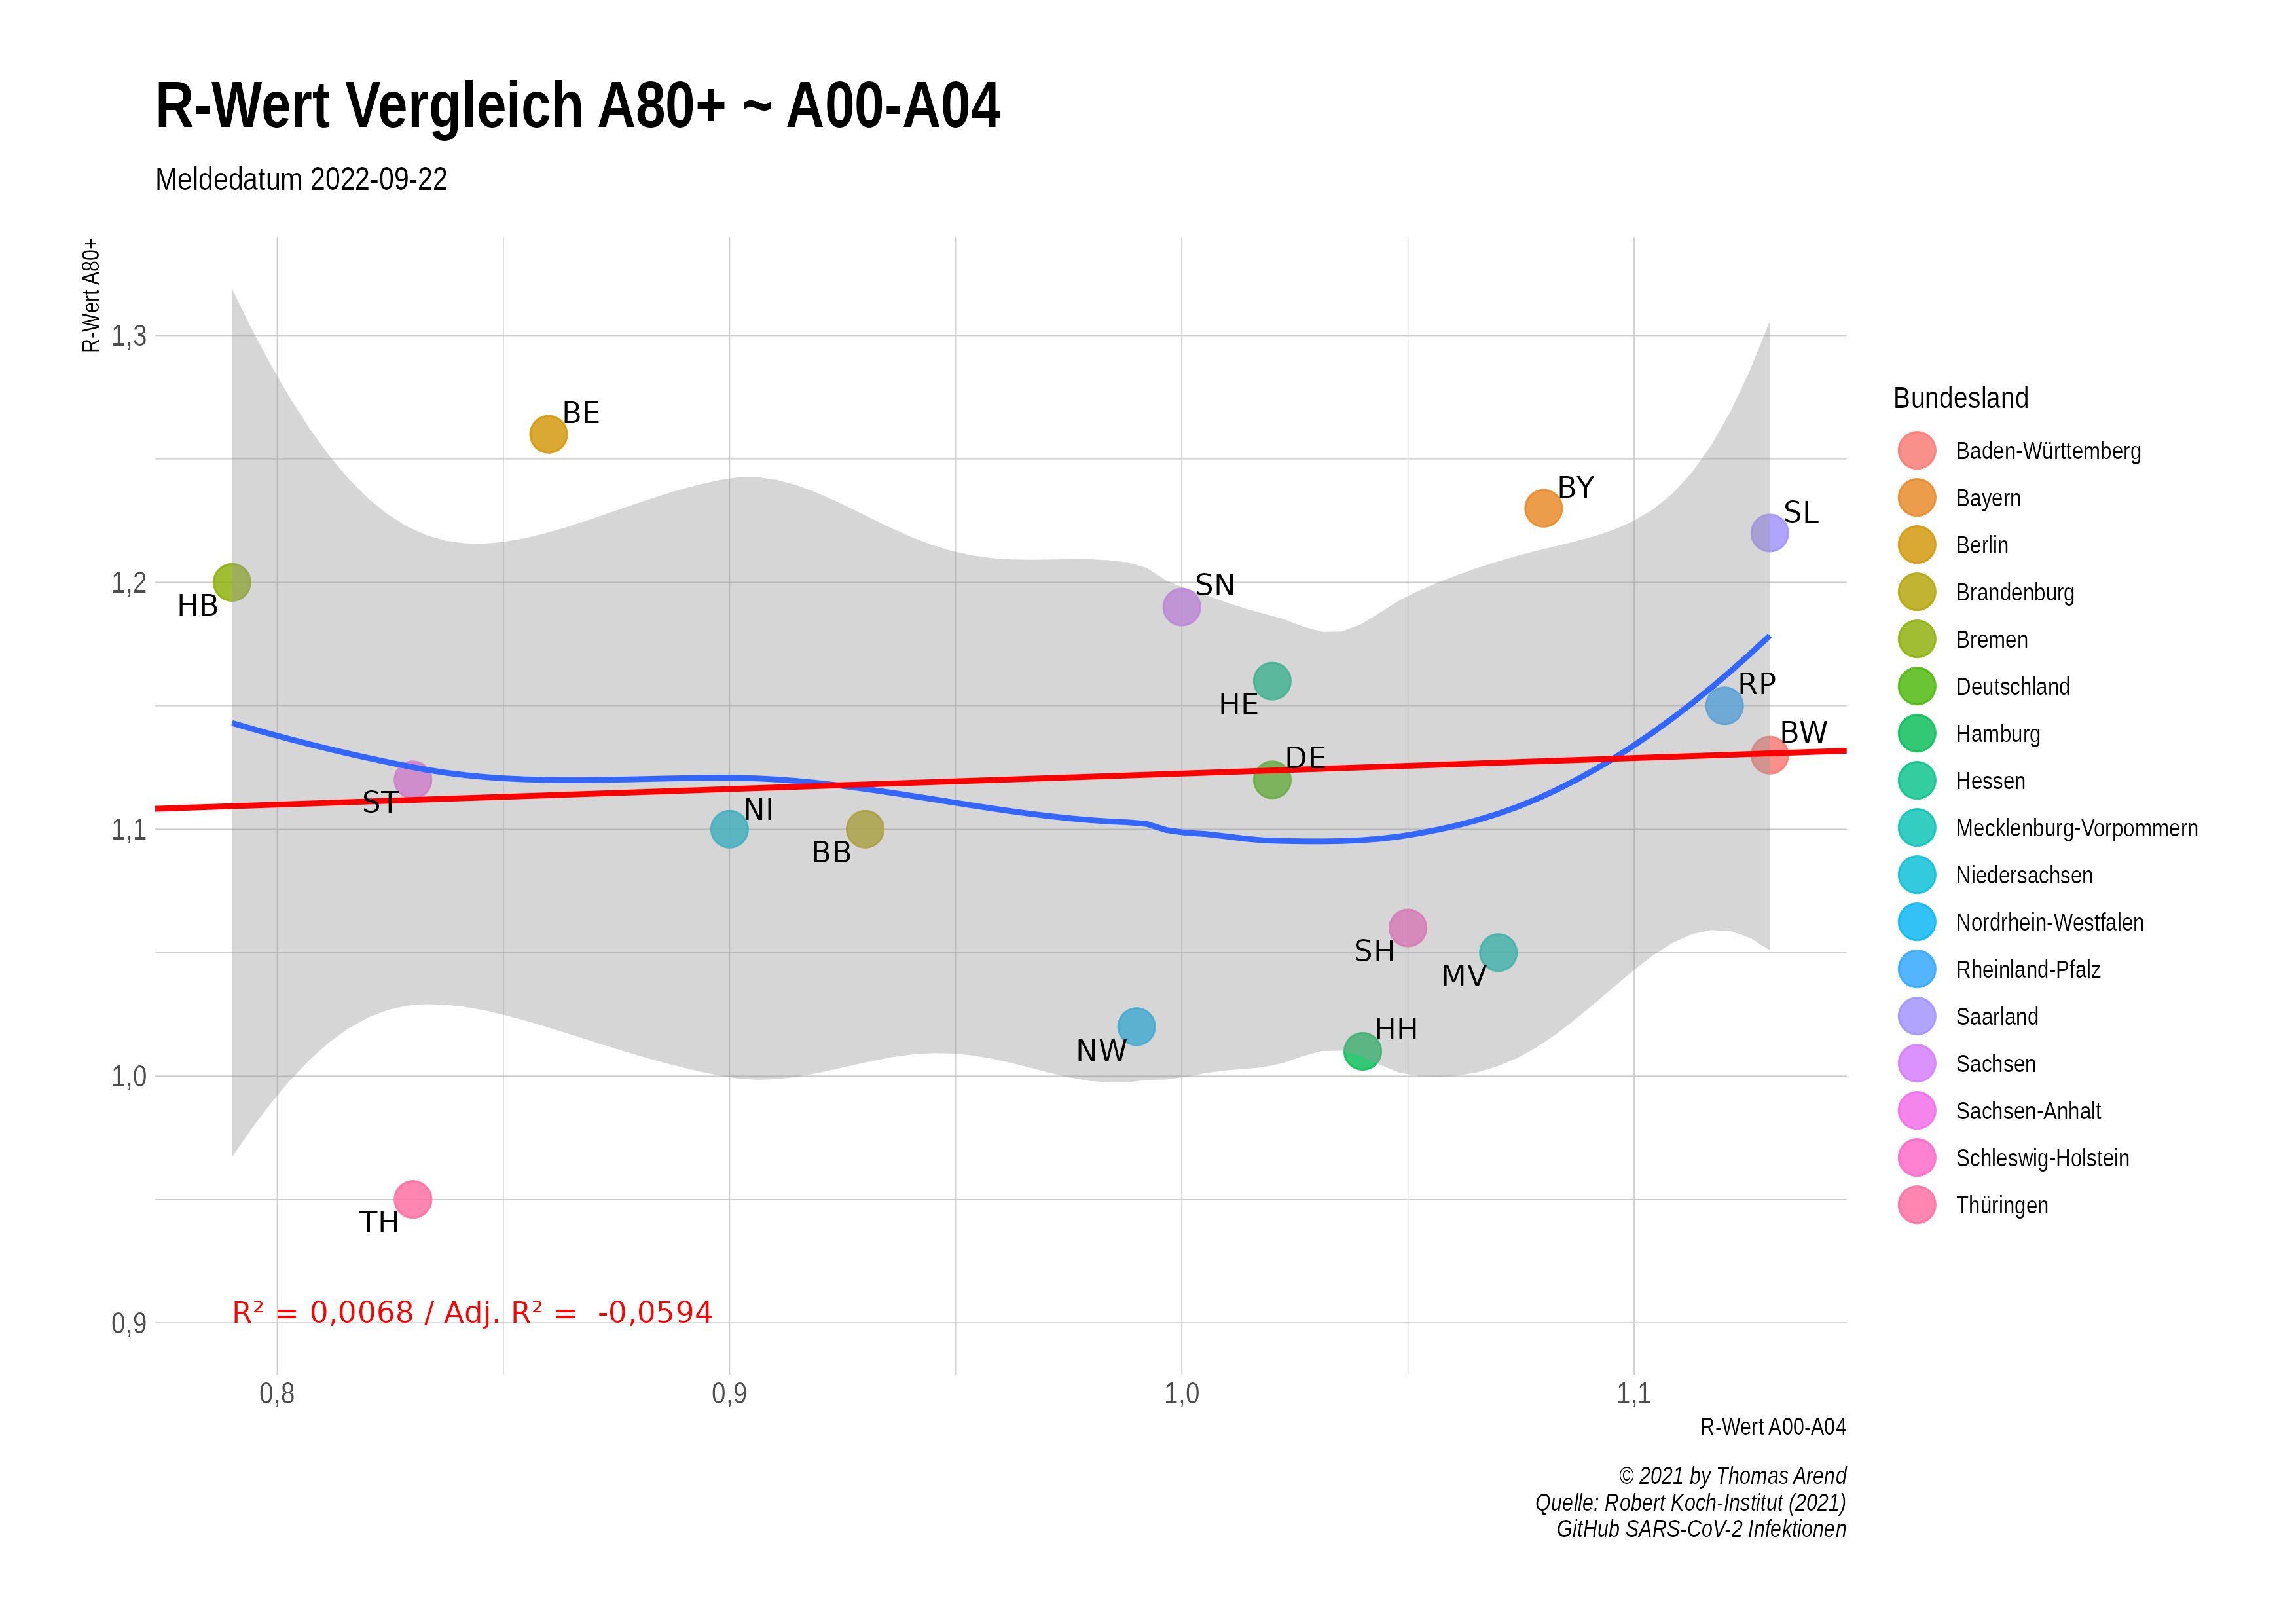 R-Wert Vergleich A80+ ~ A00-A04
Meldedatum 2022-09-22
R-Wert A80+
1,3
1,2
1,1
1,0
0,9
BE
BY
SL
HB
SN
HE
RP
BW
DE
ST
NI
BB
SH
MV
NW
HH
TH
R² = 0,0068 / Adj. R² =  -0,0594
0,8
0,9
1,0
1,1
R-Wert A00-A04
Bundesland
Baden-Württemberg
Bayern
Berlin
Brandenburg
Bremen
Deutschland
Hamburg
Hessen
Mecklenburg-Vorpommern
Niedersachsen
Nordrhein-Westfalen
Rheinland-Pfalz
Saarland
Sachsen
Sachsen-Anhalt
Schleswig-Holstein
Thüringen
© 2021 by Thomas Arend
Quelle: Robert Koch-Institut (2021)
GitHub SARS-CoV-2 Infektionen